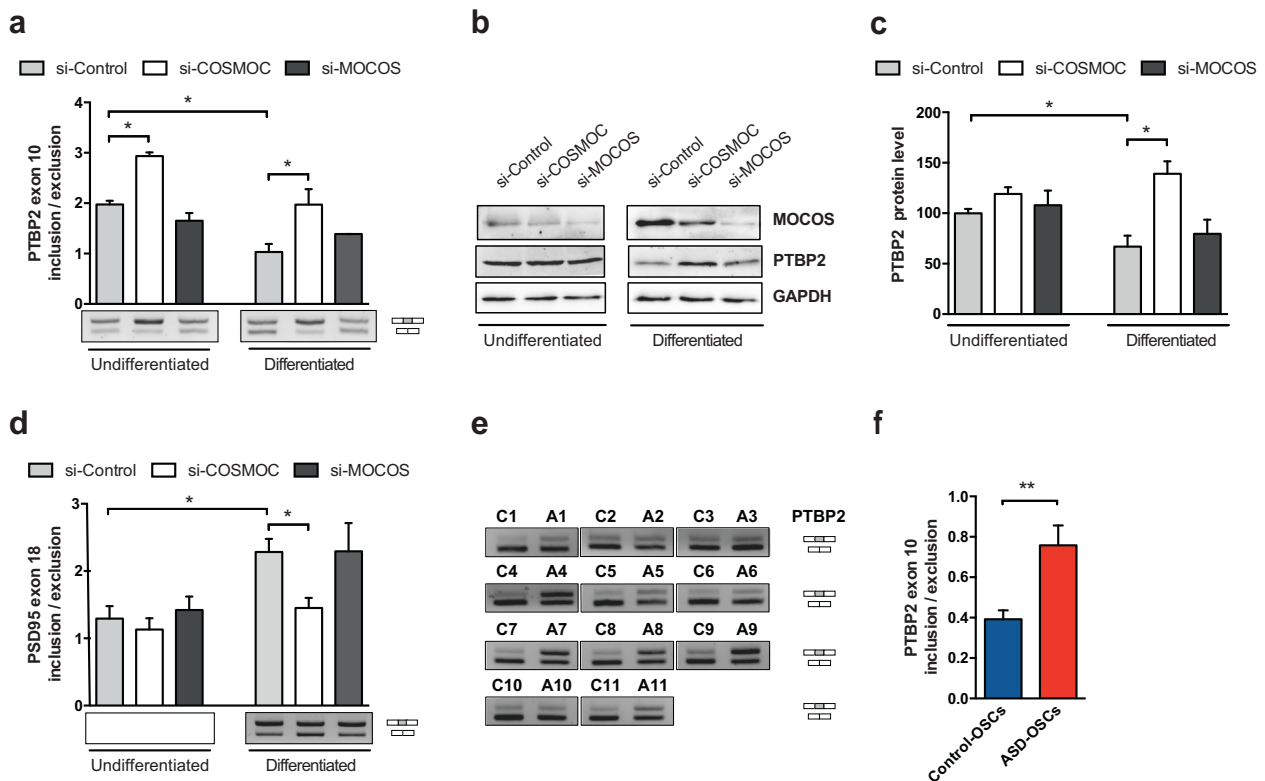 a
si-Control si-COSMOC si-MOCOS
PTBP2 exon 10
inclusion / exclusion
4
3
2
1
0
*
*
*
Undifferentiated
Differentiated
b
si-Control
si-COSMOC
si-MOCOS
si-Control
si-COSMOC
si-MOCOS
MOCOS
PTBP2
GAPDH
Undifferentiated
Differentiated
c
si-Control si-COSMOC si-MOCOS
PTBP2 protein level
200
150
100
50
0
*
*
Undifferentiated
Differentiated
d
si-Control si-COSMOC si-MOCOS
PSD95 exon 18
inclusion / exclusion
3
2
1
0
*
*
Undifferentiated
Differentiated
e
C1 A1 C2 A2 C3 A3 PTBP2
C4 A4 C5 A5 C6 A6
C7 A7 C8 A8 C9 A9
C10 A10 C11 A11
f
PTBP2 exon 10
inclusion / exclusion
1.0
0.8
0.6
0.4
0.2
0.0
**
Control-OSCs
ASD-OSCs